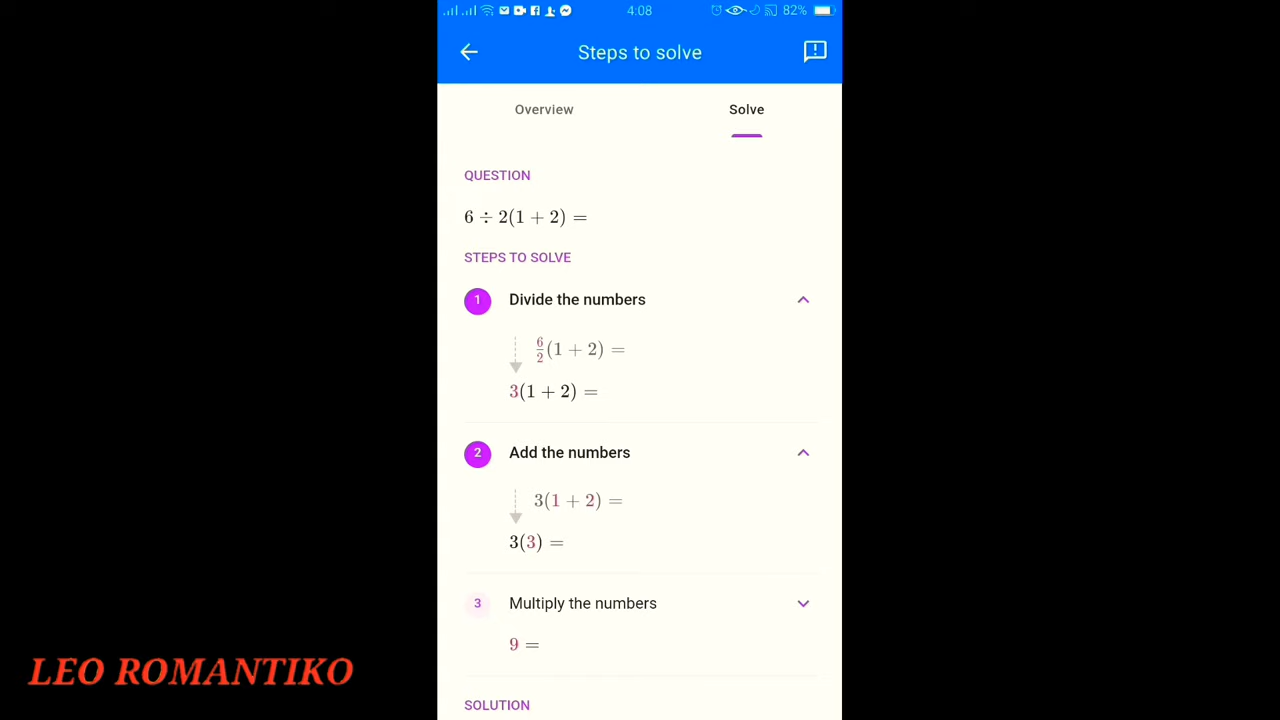 4:08
82%
Steps to solve
Overview
Solve
QUESTION
6 ÷ 2(1 + 2) =
STEPS TO SOLVE
1 Divide the numbers
6/2(1 + 2) =
3(1 + 2) =
2 Add the numbers
3(1 + 2) =
3(3) =
3 Multiply the numbers
9 =
LEO ROMANTIKO
SOLUTION